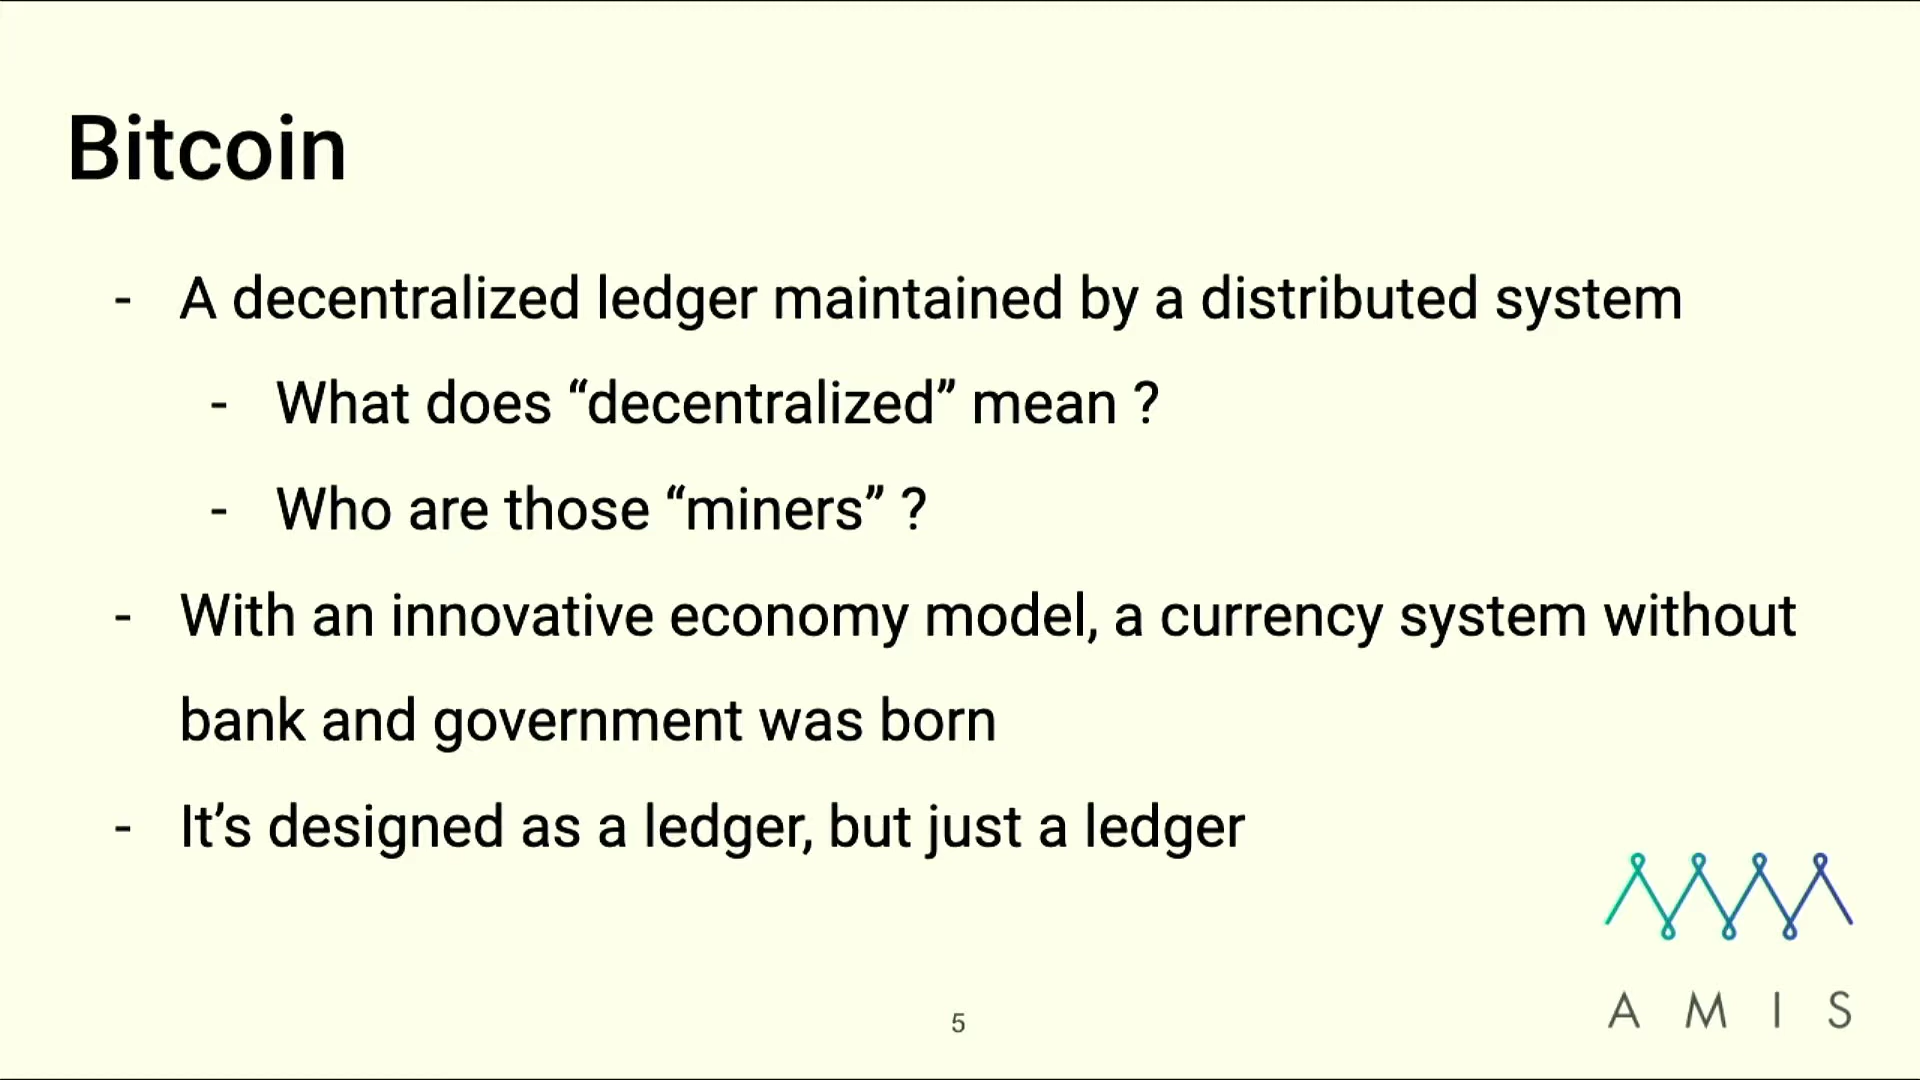 Bitcoin
- A decentralized ledger maintained by a distributed system
- What does “decentralized” mean ?
- Who are those “miners” ?
- With an innovative economy model, a currency system without
bank and government was born
- It’s designed as a ledger, but just a ledger
AMIS
5